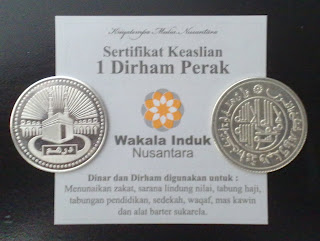 Sertifikat Keaslian
1 Dirham Perak
Wakala Induk
Nusantara
Dinar dan Dirham digunakan untuk :
Menunaikan zakat, sarana lindung nilai, tabung haji,
tabungan pendidikan, sedekah, waqaf, mas kawin
dan alat barter sukarela.